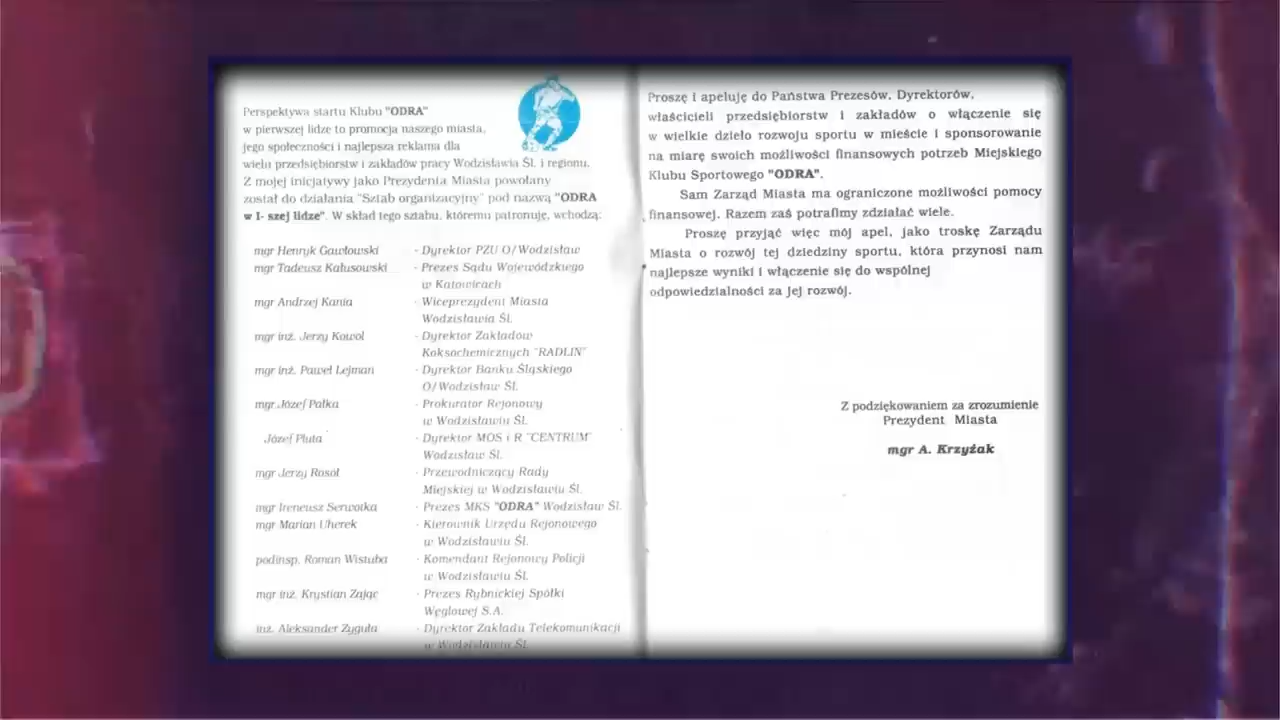 Perspektywa startu Klubu "ODRA"
w pierwszej lidze to promocja naszego miasta,
jego społeczności i najlepsza reklama dla
wielu przedsiębiorstw i zakładów pracy Wodzisławia Śl. i regionu.
Z mojej inicjatywy jako Prezydenta Miasta powołany
został do działania "Sztab organizacyjny" pod nazwą "ODRA
w I- szej lidze". W skład tego sztabu, któremu patronuję, wchodzą:
mgr Henryk Gawłowski - Dyrektor PZU O/Wodzisław
mgr Tadeusz Kałusowski - Prezes Sądu Wojewódzkiego
w Katowicach
mgr Andrzej Kania - Wiceprezydent Miasta
Wodzisławia Śl.
mgr inż. Jerzy Kowol - Dyrektor Zakładów
Koksochemicznych "RADLIN"
mgr inż. Paweł Lejman - Dyrektor Banku Śląskiego
O/Wodzisław Śl.
mgr Józef Pałka - Prokurator Rejonowy
w Wodzisławiu Śl.
Józef Pluta - Dyrektor MOS i R "CENTRUM"
Wodzisław Śl.
mgr Jerzy Rosół - Przewodniczący Rady
Miejskiej w Wodzisławiu Śl.
mgr Ireneusz Serwotka - Prezes MKS "ODRA" Wodzisław Śl.
mgr Marian Uherek - Kierownik Urzędu Rejonowego
w Wodzisławiu Śl.
podinsp. Roman Wistuba - Komendant Rejonowy Policji
w Wodzisławiu Śl.
mgr inż. Krystian Zając - Prezes Rybnickiej Spółki
Węglowej S.A.
inż. Aleksander Zyguła - Dyrektor Zakładu Telekomunikacji
w Wodzisławiu Śl.
Proszę i apeluję do Państwa Prezesów, Dyrektorów,
właścicieli przedsiębiorstw i zakładów o włączenie się
w wielkie dzieło rozwoju sportu w mieście i sponsorowanie
na miarę swoich możliwości finansowych potrzeb Miejskiego
Klubu Sportowego "ODRA".
Sam Zarząd Miasta ma ograniczone możliwości pomocy
finansowej. Razem zaś potrafimy zdziałać wiele.
Proszę przyjąć więc mój apel, jako troskę Zarządu
Miasta o rozwój tej dziedziny sportu, która przynosi nam
najlepsze wyniki i włączenie się do wspólnej
odpowiedzialności za jej rozwój.
Z podziękowaniem za zrozumienie
Prezydent Miasta
mgr A. Krzyżak